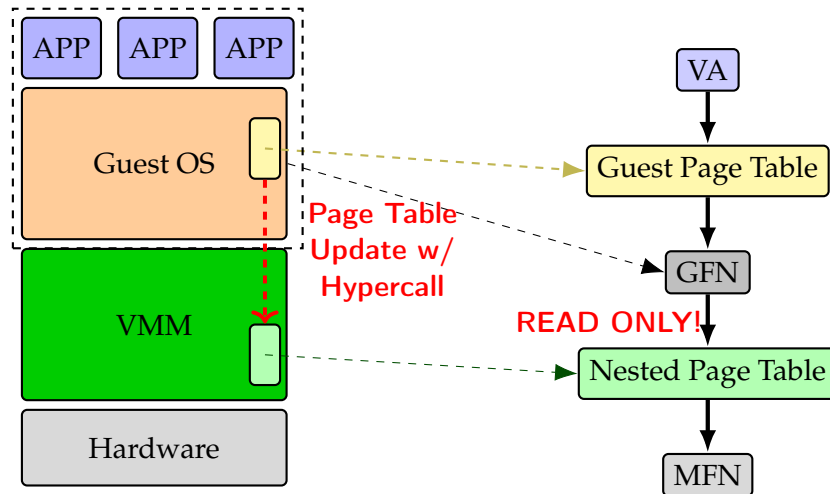 APP APP APP
VA
Guest OS
Guest Page Table
Page Table
Update w/
Hypercall
GFN
VMM
READ ONLY!
Nested Page Table
Hardware
MFN